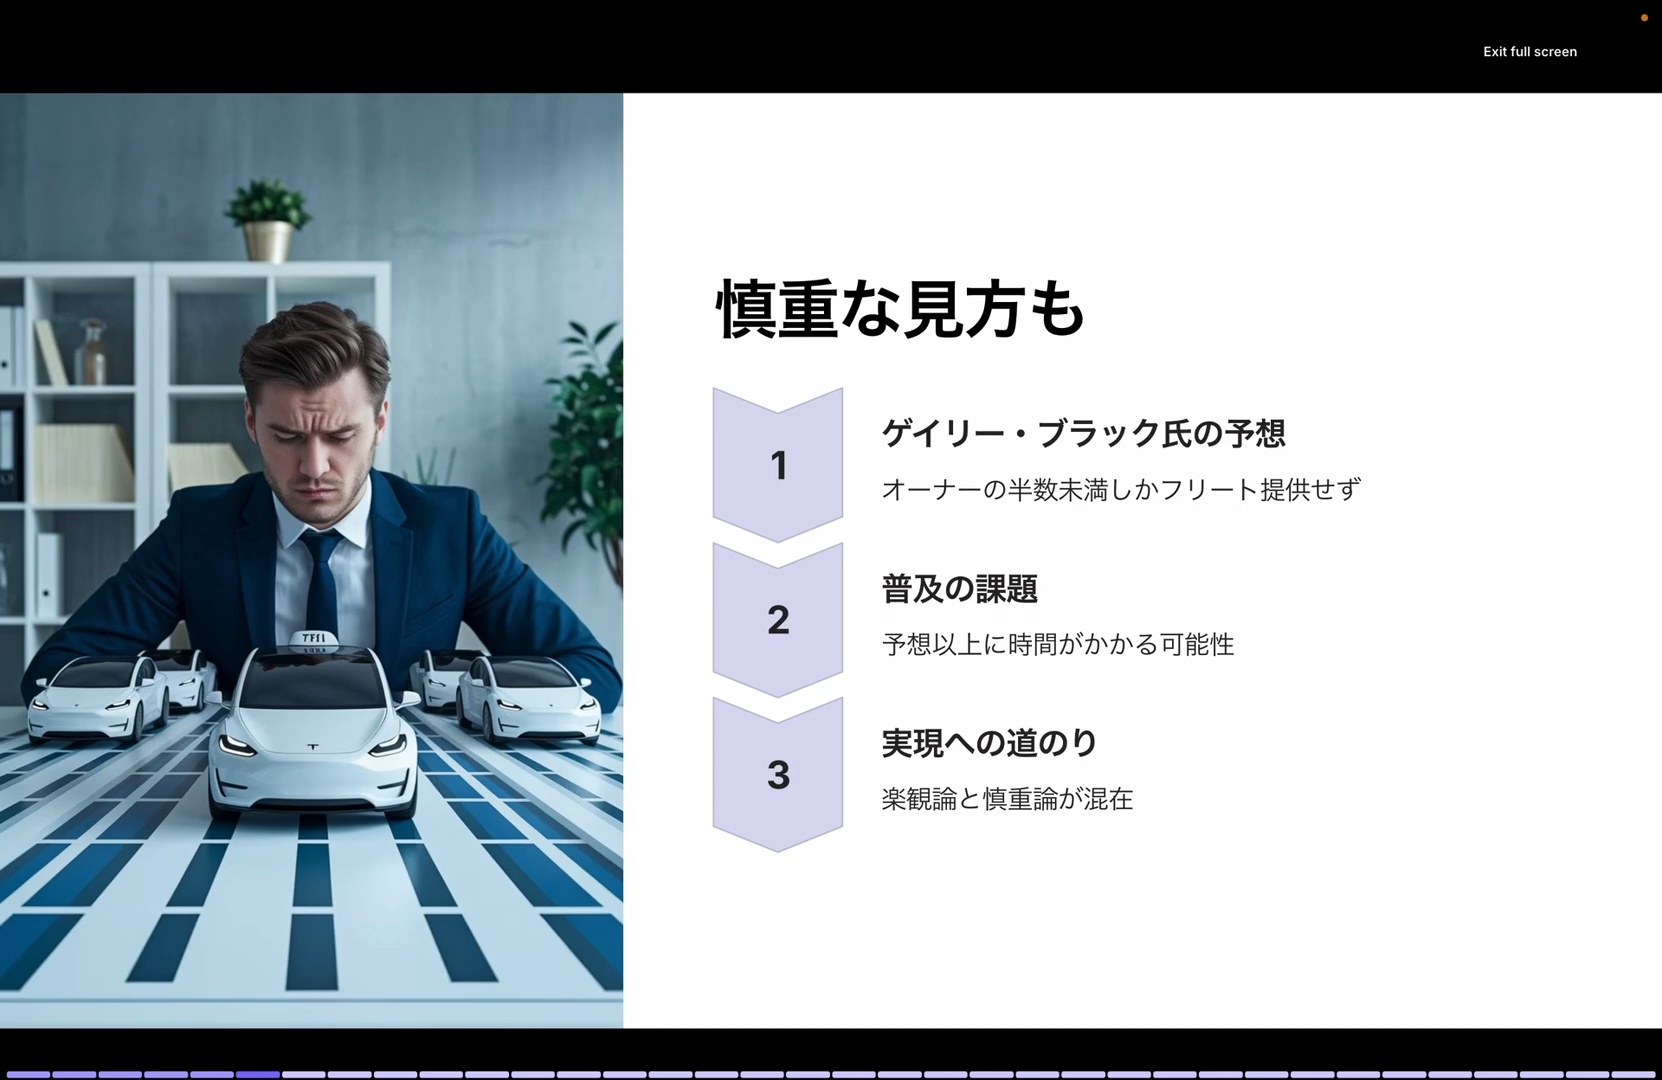 Exit full screen
慎重な見方も
1
ゲイリー・ブラック氏の予想
オーナーの半数未満しかフリート提供せず
2
普及の課題
予想以上に時間がかかる可能性
3
実現への道のり
楽観論と慎重論が混在